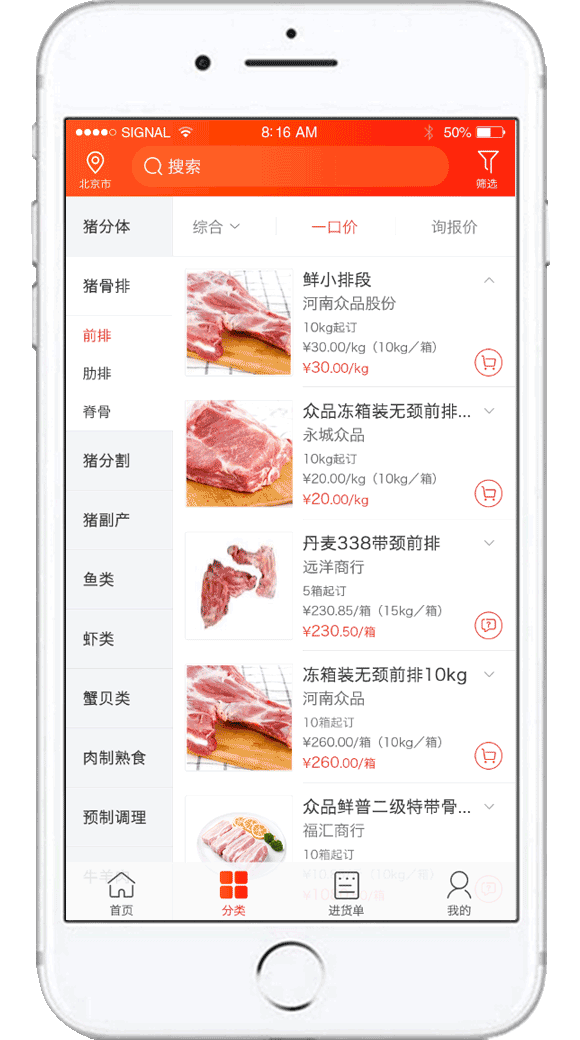 SIGNAL 8:16 AM 50%
北京市 搜索 筛选
综合 一口价 询报价
猪分体
猪骨排
前排
肋排
脊骨
猪分割
猪副产
鱼类
虾类
蟹贝类
肉制熟食
预制调理
鲜小排段
河南众品股份
10kg起订
¥30.00/kg（10kg／箱）
¥30.00/kg
众品冻箱装无颈前排...
永城众品
10kg起订
¥20.00/kg（10kg／箱）
¥20.00/kg
丹麦338带颈前排
远洋商行
5箱起订
¥230.85/箱（15kg／箱）
¥230.50/箱
冻箱装无颈前排10kg
河南众品
10箱起订
¥260.00/箱（10kg／箱）
¥260.00/箱
众品鲜普二级特带骨...
福汇商行
10箱起订
首页 分类 进货单 我的